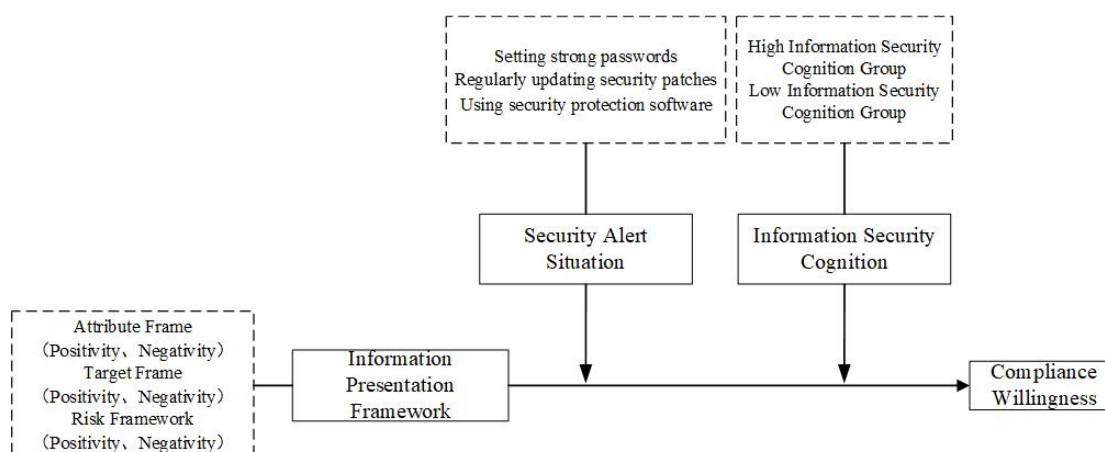 Setting strong passwords
Regularly updating security patches
Using security protection software
High Information Security
Cognition Group
Low Information Security
Cognition Group
Security Alert
Situation
Information Security
Cognition
Attribute Frame
（Positivity、Negativity）
Target Frame
（Positivity、Negativity）
Risk Framework
（Positivity、Negativity）
Information
Presentation
Framework
Compliance
Willingness